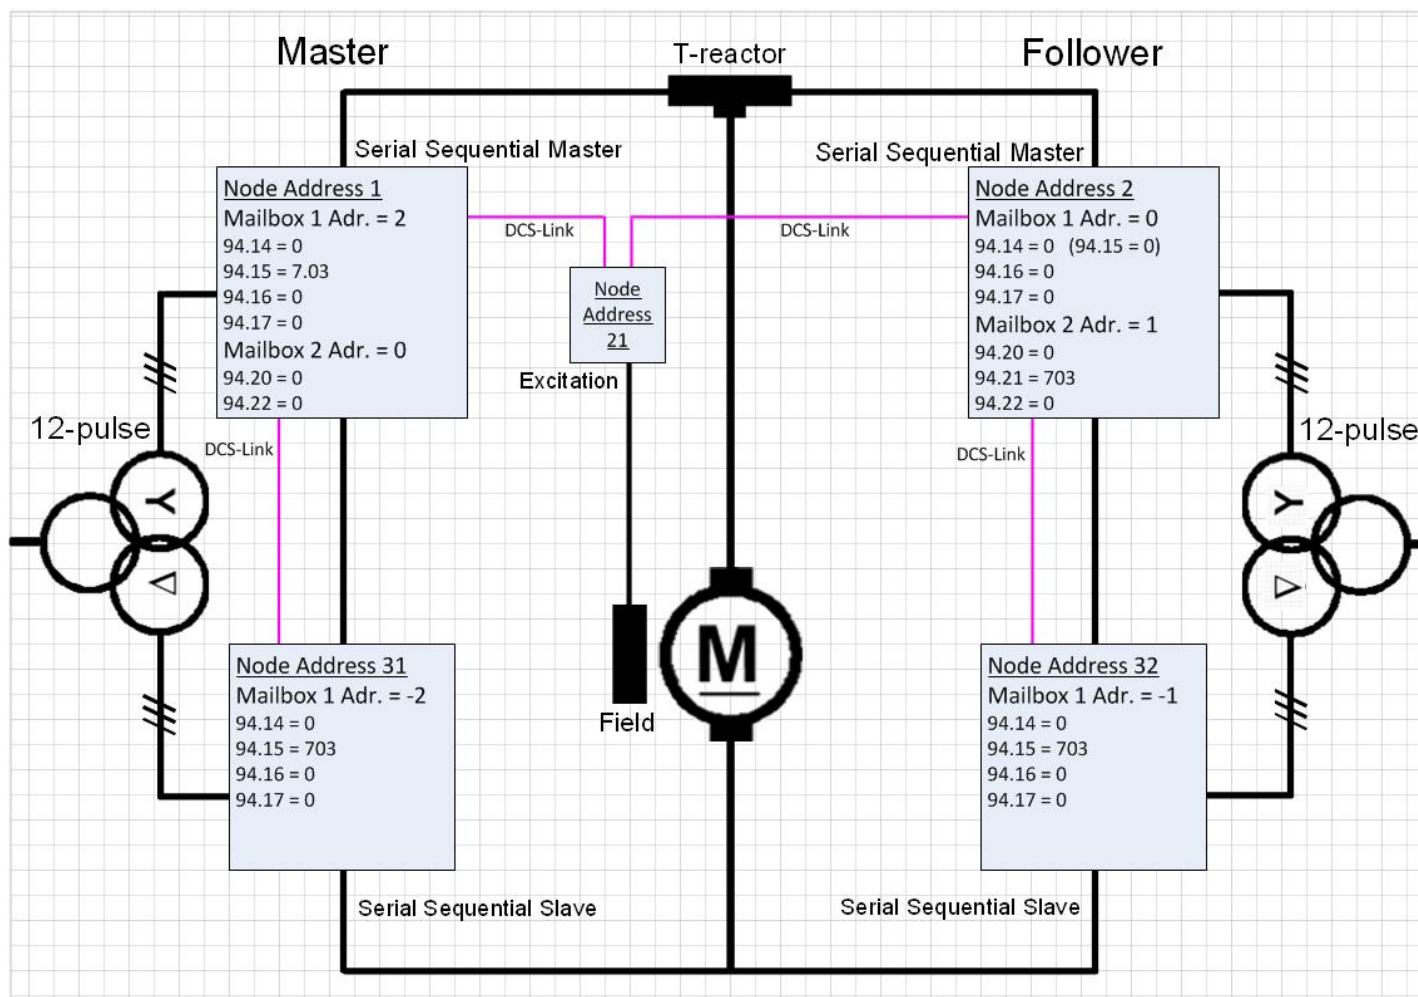 Master
T-reactor
Follower
Serial Sequential Master
Serial Sequential Master
Node Address 1
Mailbox 1 Adr. = 2
94.14 = 0
94.15 = 7.03
94.16 = 0
94.17 = 0
Mailbox 2 Adr. = 0
94.20 = 0
94.22 = 0
DCS-Link
DCS-Link
Node
Address
21
Excitation
Node Address 2
Mailbox 1 Adr. = 0
94.14 = 0 (94.15 = 0)
94.16 = 0
94.17 = 0
Mailbox 2 Adr. = 1
94.20 = 0
94.21 = 703
94.22 = 0
12-pulse
DCS-Link
DCS-Link
12-pulse
Y
Y
Δ
Δ
Node Address 31
Mailbox 1 Adr. = -2
94.14 = 0
94.15 = 703
94.16 = 0
94.17 = 0
Field
M
Node Address 32
Mailbox 1 Adr. = -1
94.14 = 0
94.15 = 703
94.16 = 0
94.17 = 0
Serial Sequential Slave
Serial Sequential Slave